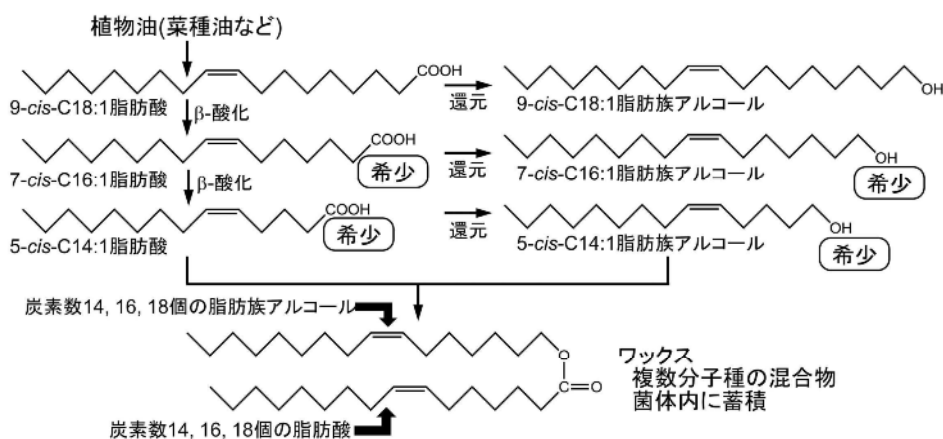 植物油(菜種油など)
COOH
還元
OH
9-cis-C18:1脂肪酸
β-酸化
9-cis-C18:1脂肪族アルコール
COOH
還元
OH
7-cis-C16:1脂肪酸
希少
β-酸化
7-cis-C16:1脂肪族アルコール
希少
COOH
還元
OH
5-cis-C14:1脂肪酸
希少
5-cis-C14:1脂肪族アルコール
希少
炭素数14, 16, 18個の脂肪族アルコール
O
C=O
ワックス
複数分子種の混合物
菌体内に蓄積
炭素数14, 16, 18個の脂肪酸